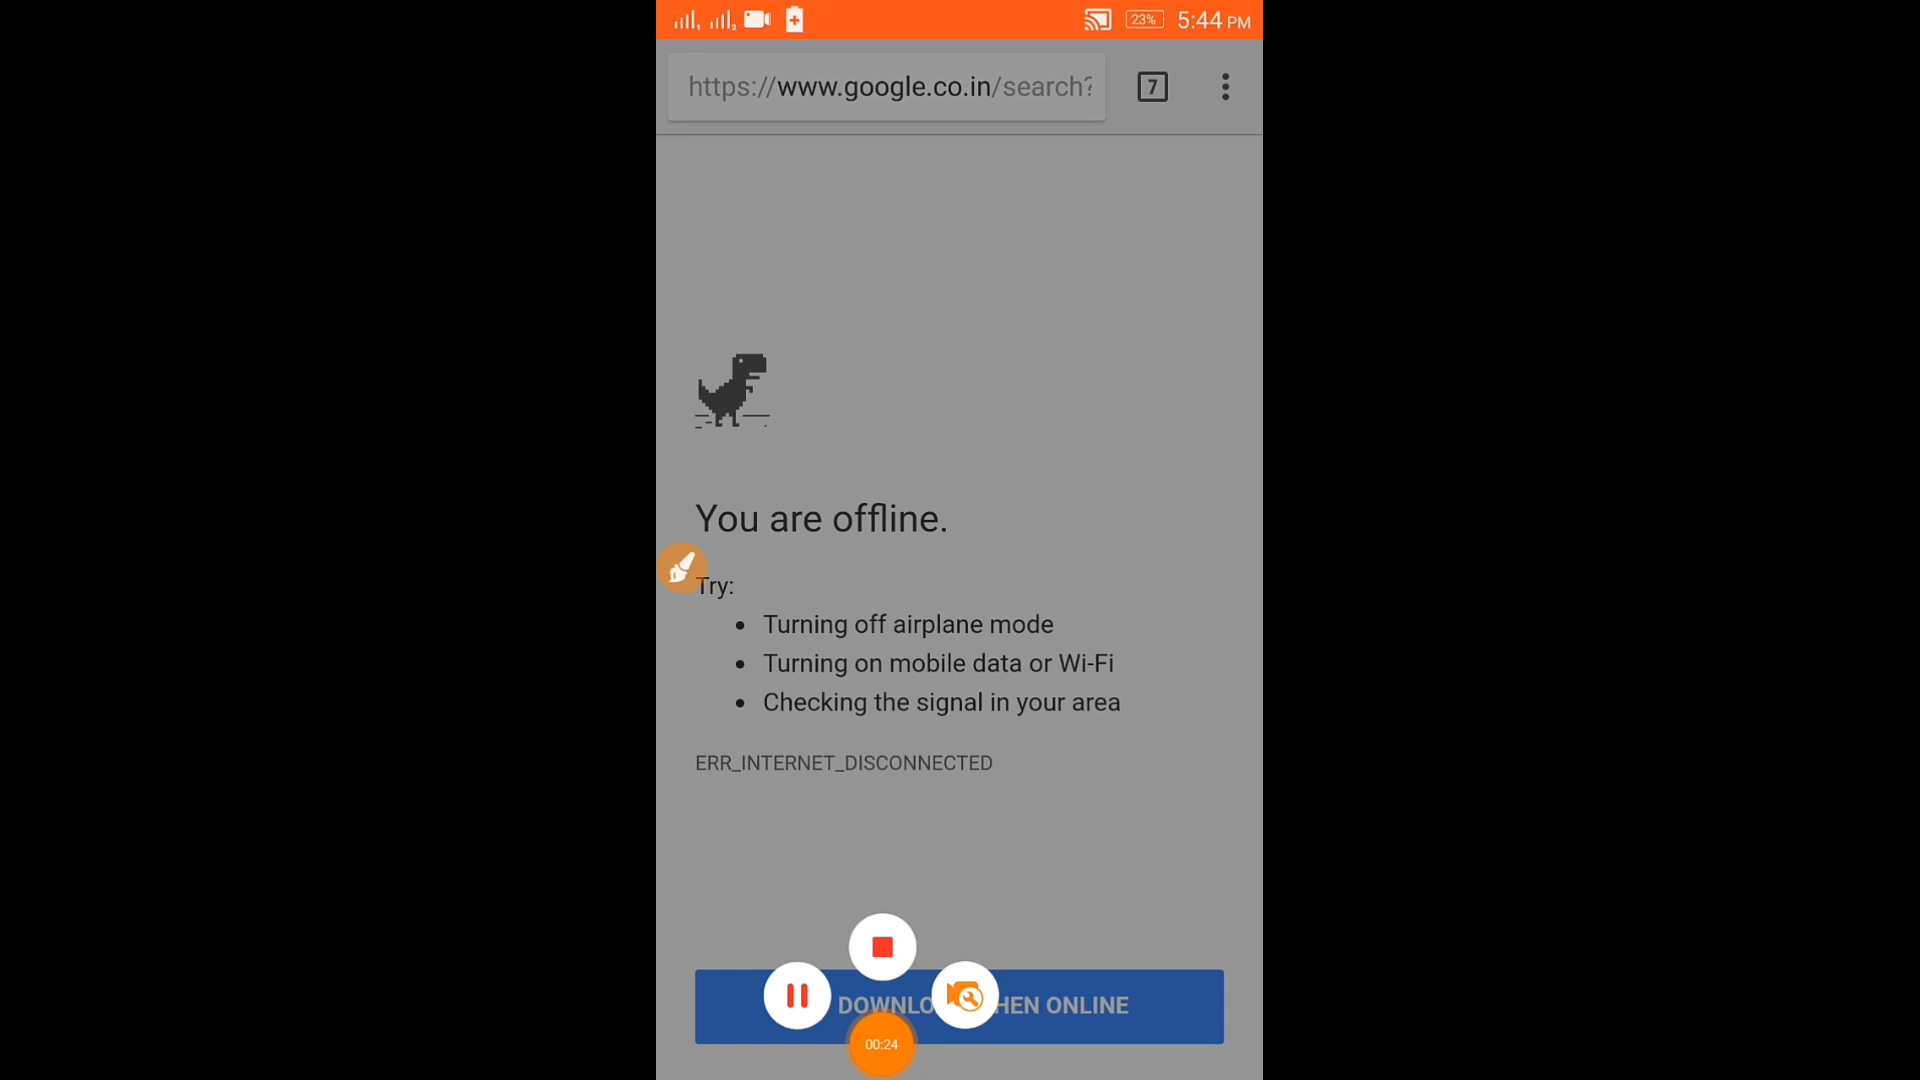 23% 5:44 PM
https://www.google.co.in/search?
7
You are offline.
Try:
Turning off airplane mode
Turning on mobile data or Wi-Fi
Checking the signal in your area
ERR_INTERNET_DISCONNECTED
DOWNLO HEN ONLINE
00:24